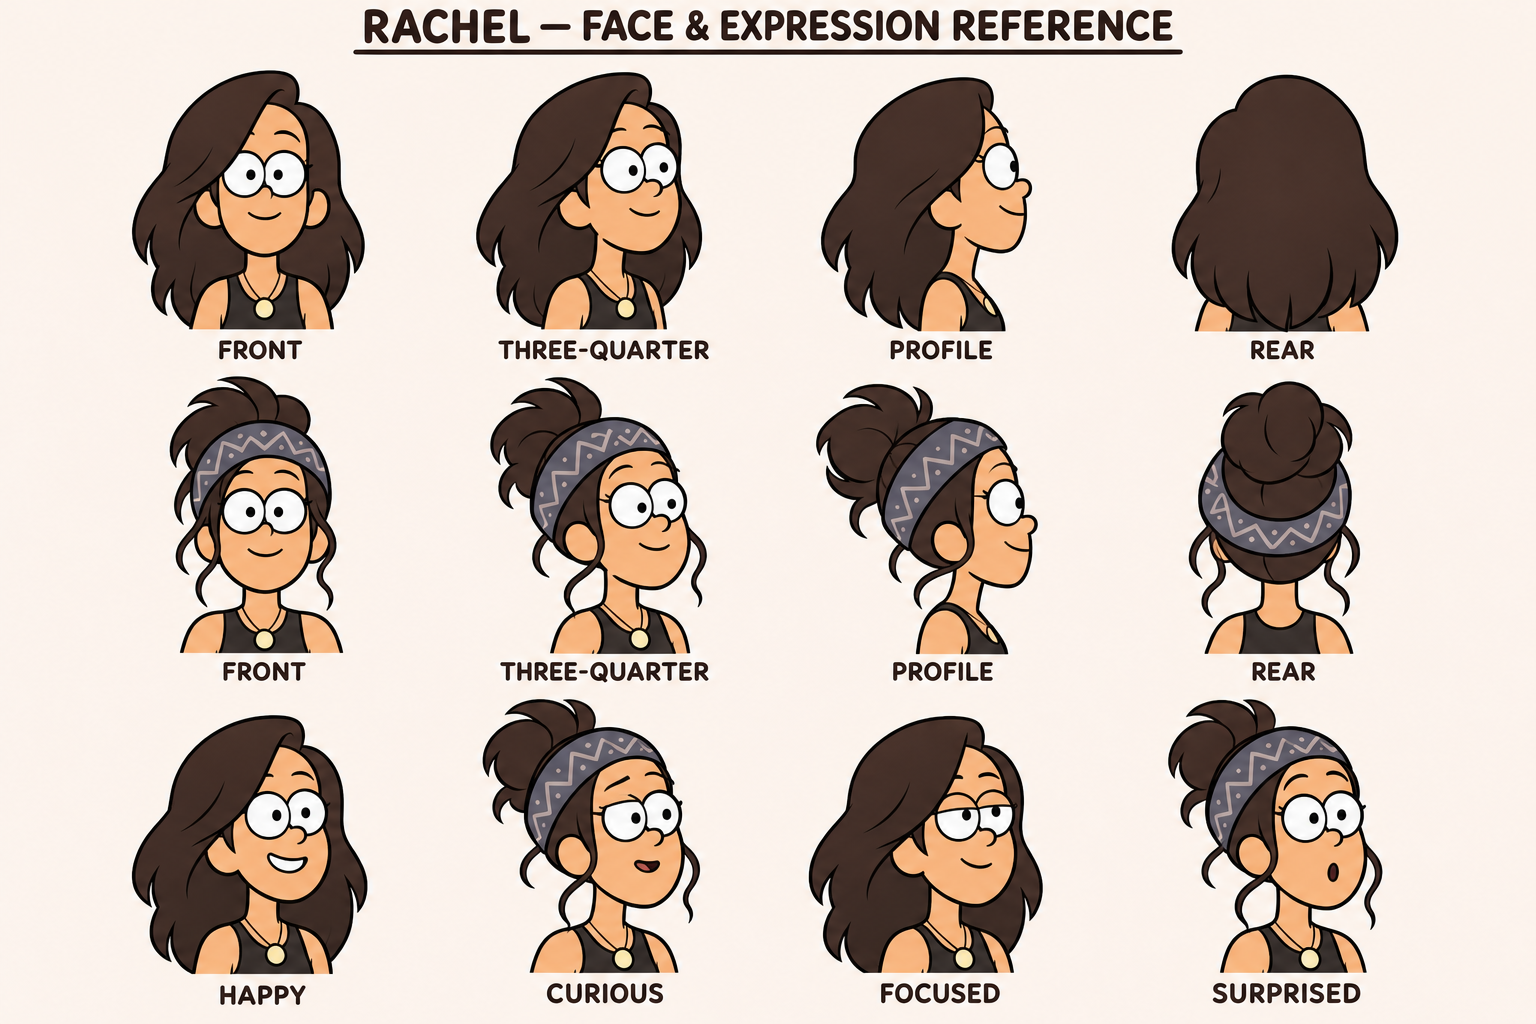 RACHEL — FACE & EXPRESSION REFERENCE
FRONT
THREE-QUARTER
PROFILE
REAR
FRONT
THREE-QUARTER
PROFILE
REAR
HAPPY
CURIOUS
FOCUSED
SURPRISED